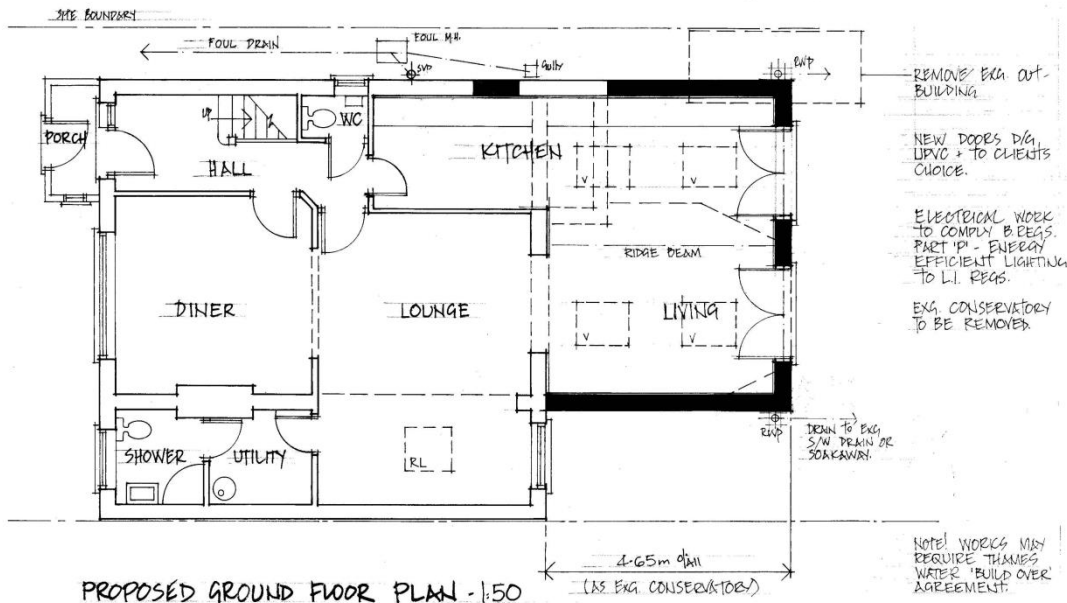 SITE BOUNDARY
FOUL DRAIN
FOUL M.H.
SVP
Gully
RWP
REMOVE EXG. OUT-
BUILDING
NEW DOORS D/G
UPVC + TO CLIENTS
CHOICE.
ELECTRICAL WORK
TO COMPLY B.REGS.
PART 'P' - ENERGY
EFFICIENT LIGHTING
TO L.I. REGS.
EXG. CONSERVATORY
TO BE REMOVED.
PORCH
UP
WC
HALL
KITCHEN
V
V
RIDGE BEAM
DINER
LOUNGE
LIVING
V
V
SHOWER
UTILITY
RL
RWP
DRAIN TO EXG
S/W DRAIN OR
SOAKAWAY.
4.65m O/All
(AS EXG CONSERVATORY)
NOTE! WORKS MAY
REQUIRE THAMES
WATER 'BUILD OVER'
AGREEMENT.
PROPOSED GROUND FLOOR PLAN - 1:50